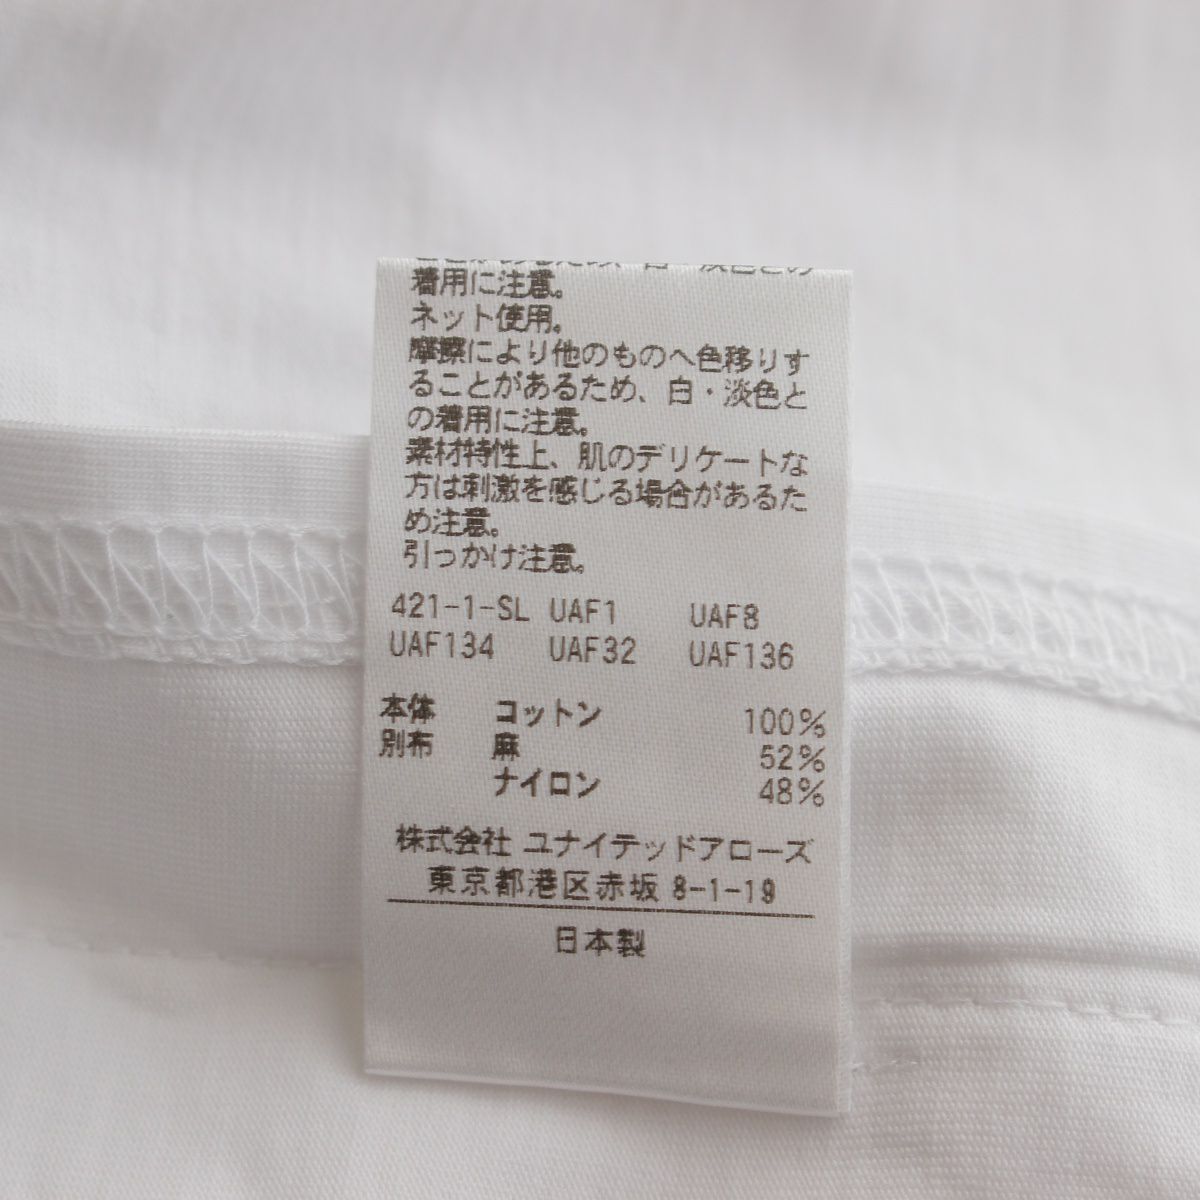 着用に注意。
ネット使用。
摩擦により他のものへ色移りす
ることがあるため、白・淡色と
の着用に注意。
素材特性上、肌のデリケートな
方は刺激を感じる場合があるた
め注意。
引っかけ注意。
421-1-SL UAF1 UAF8
UAF134 UAF32 UAF136
本体 コットン 100%
別布 麻 52%
ナイロン 48%
株式会社 ユナイテッドアローズ
東京都港区赤坂 8-1-19
日本製